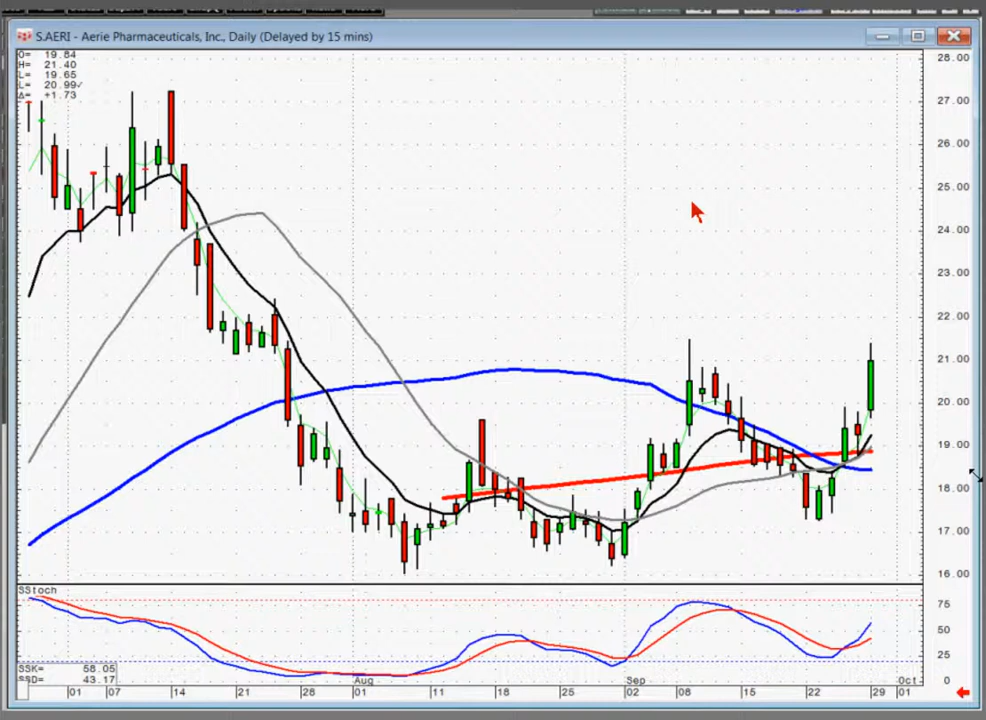 S.AERI - Aerie Pharmaceuticals, Inc., Daily (Delayed by 15 mins)
O= 19.84
H= 21.40
L= 19.65
L= 20.99✓
Δ= +1.73
28.00
27.00
26.00
25.00
24.00
23.00
22.00
21.00
20.00
19.00
18.00
17.00
16.00
SStoch
75
50
25
0
SSK= 58.05
SSD= 43.17
Aug Sep Oct
01 07 14 21 28 01 11 18 25 02 08 15 22 29 01